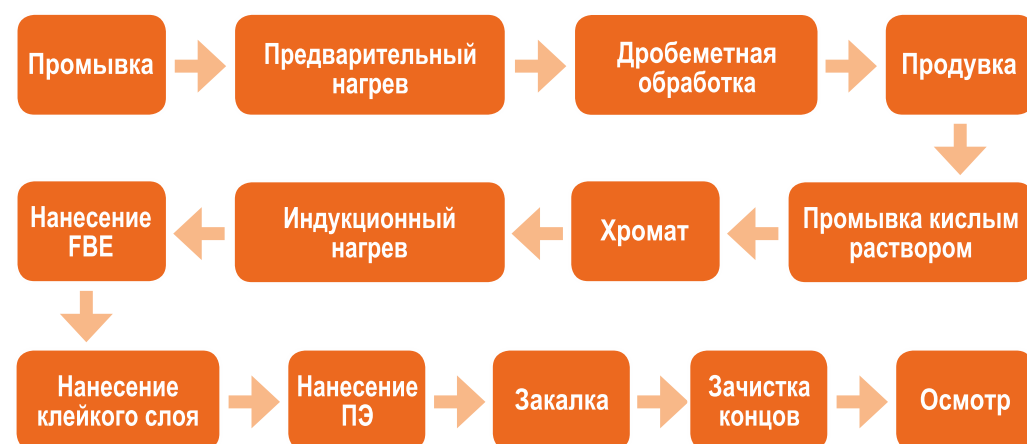 Промывка
Предварительный
нагрев
Дробеметная
обработка
Продувка
Промывка кислым
раствором
Хромат
Индукционный
нагрев
Нанесение
FBE
Нанесение
клейкого слоя
Нанесение
ПЭ
Закалка
Зачистка
концов
Осмотр